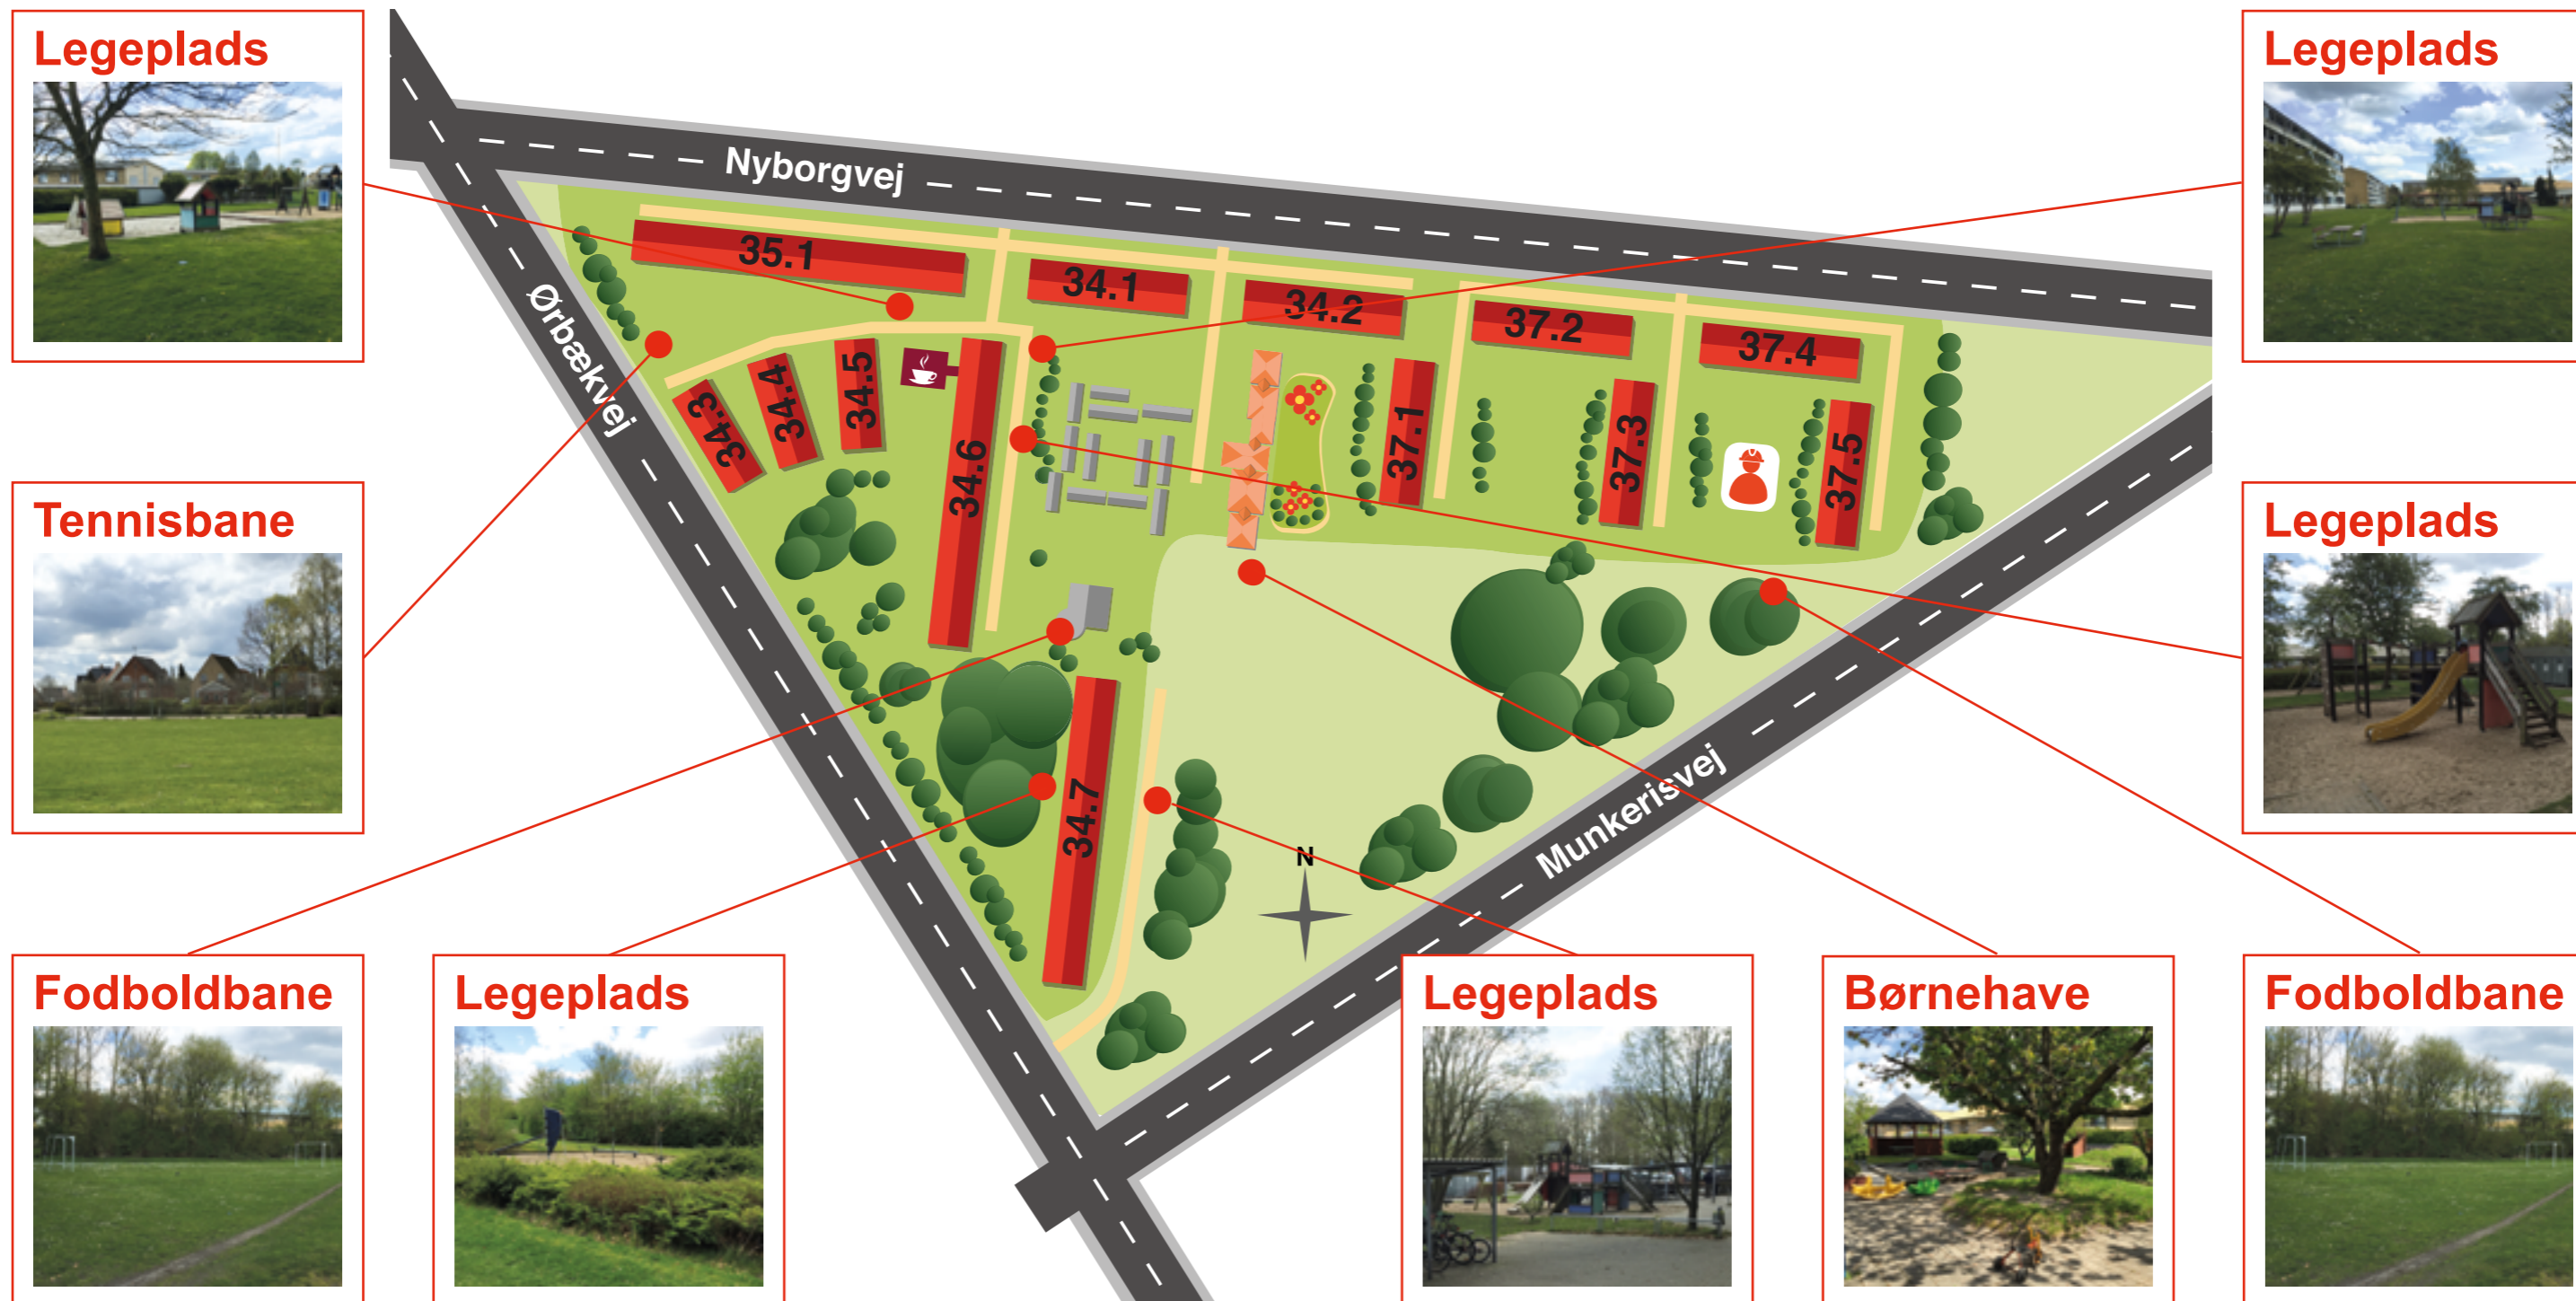 Legeplads
Legeplads
Nyborgvej
35.1
34.1
34.2
37.2
37.4
Ørbækvej
34.3
34.4
34.5
34.6
37.1
37.3
37.5
Tennisbane
Legeplads
34.7
Munkerisvej
N
Fodboldbane
Legeplads
Legeplads
Børnehave
Fodboldbane